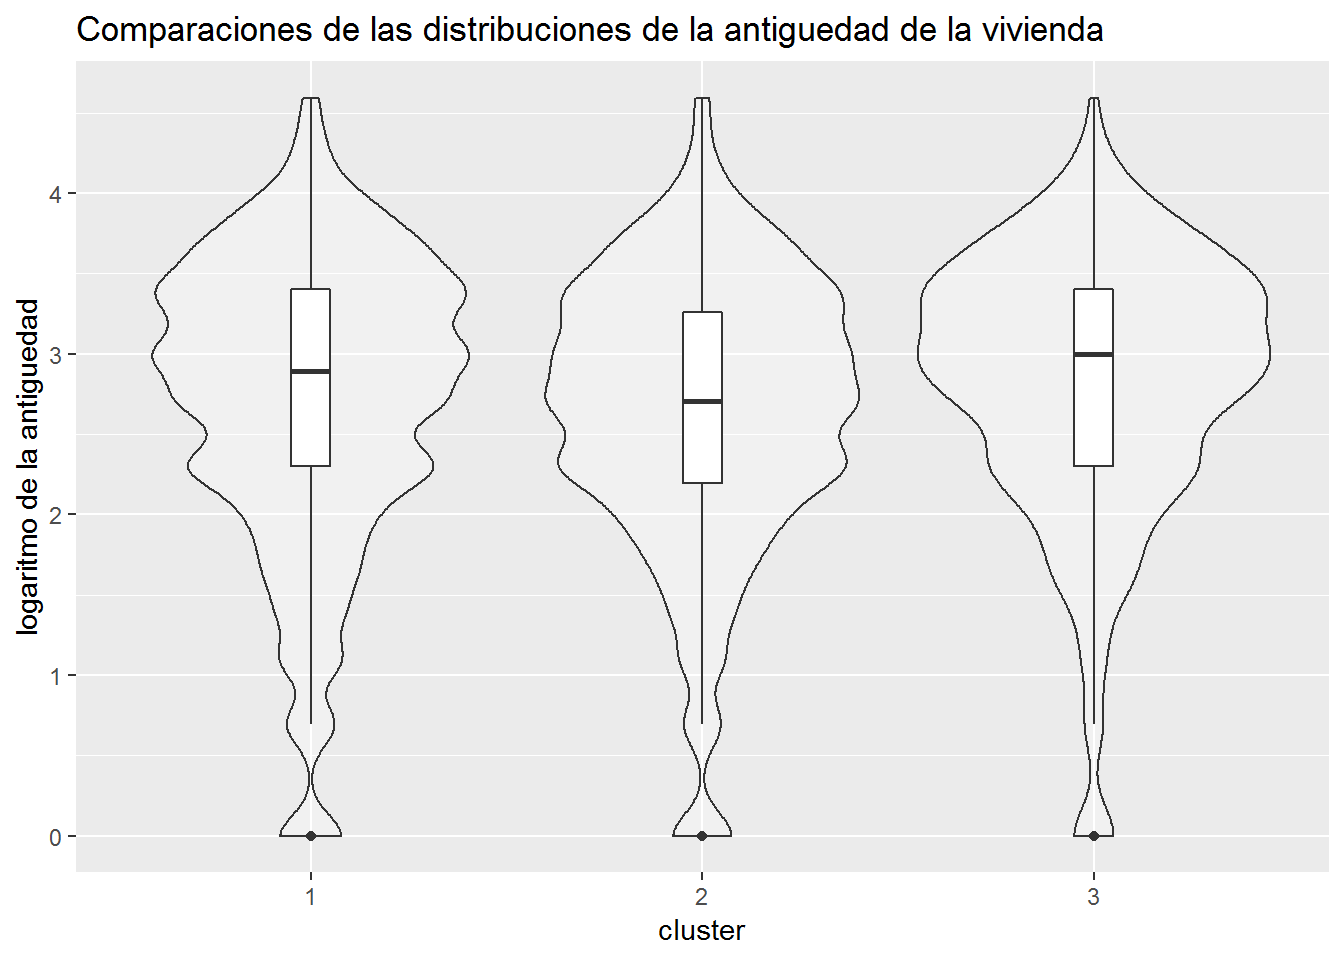 Comparaciones de las distribuciones de la antiguedad de la vivienda
logaritmo de la antiguedad
4
3
2
1
0
1 2 3
cluster